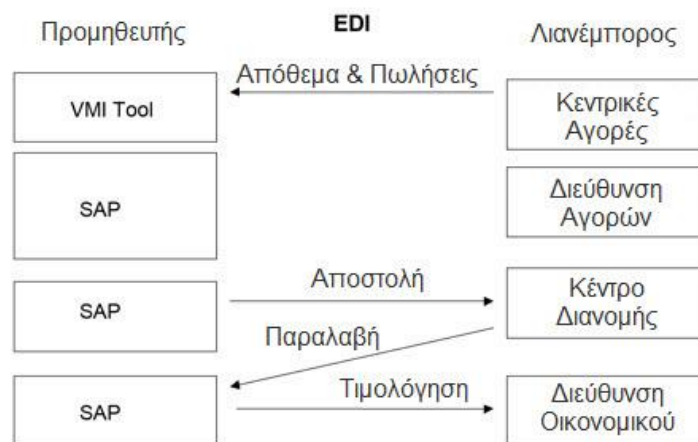 EDI
Προμηθευτής
Λιανέμπορος
Απόθεμα & Πωλήσεις
VMI Tool
Κεντρικές
Αγορές
SAP
Διεύθυνση
Αγορών
Αποστολή
SAP
Κέντρο
Διανομής
Παραλαβή
Τιμολόγηση
SAP
Διεύθυνση
Οικονομικού